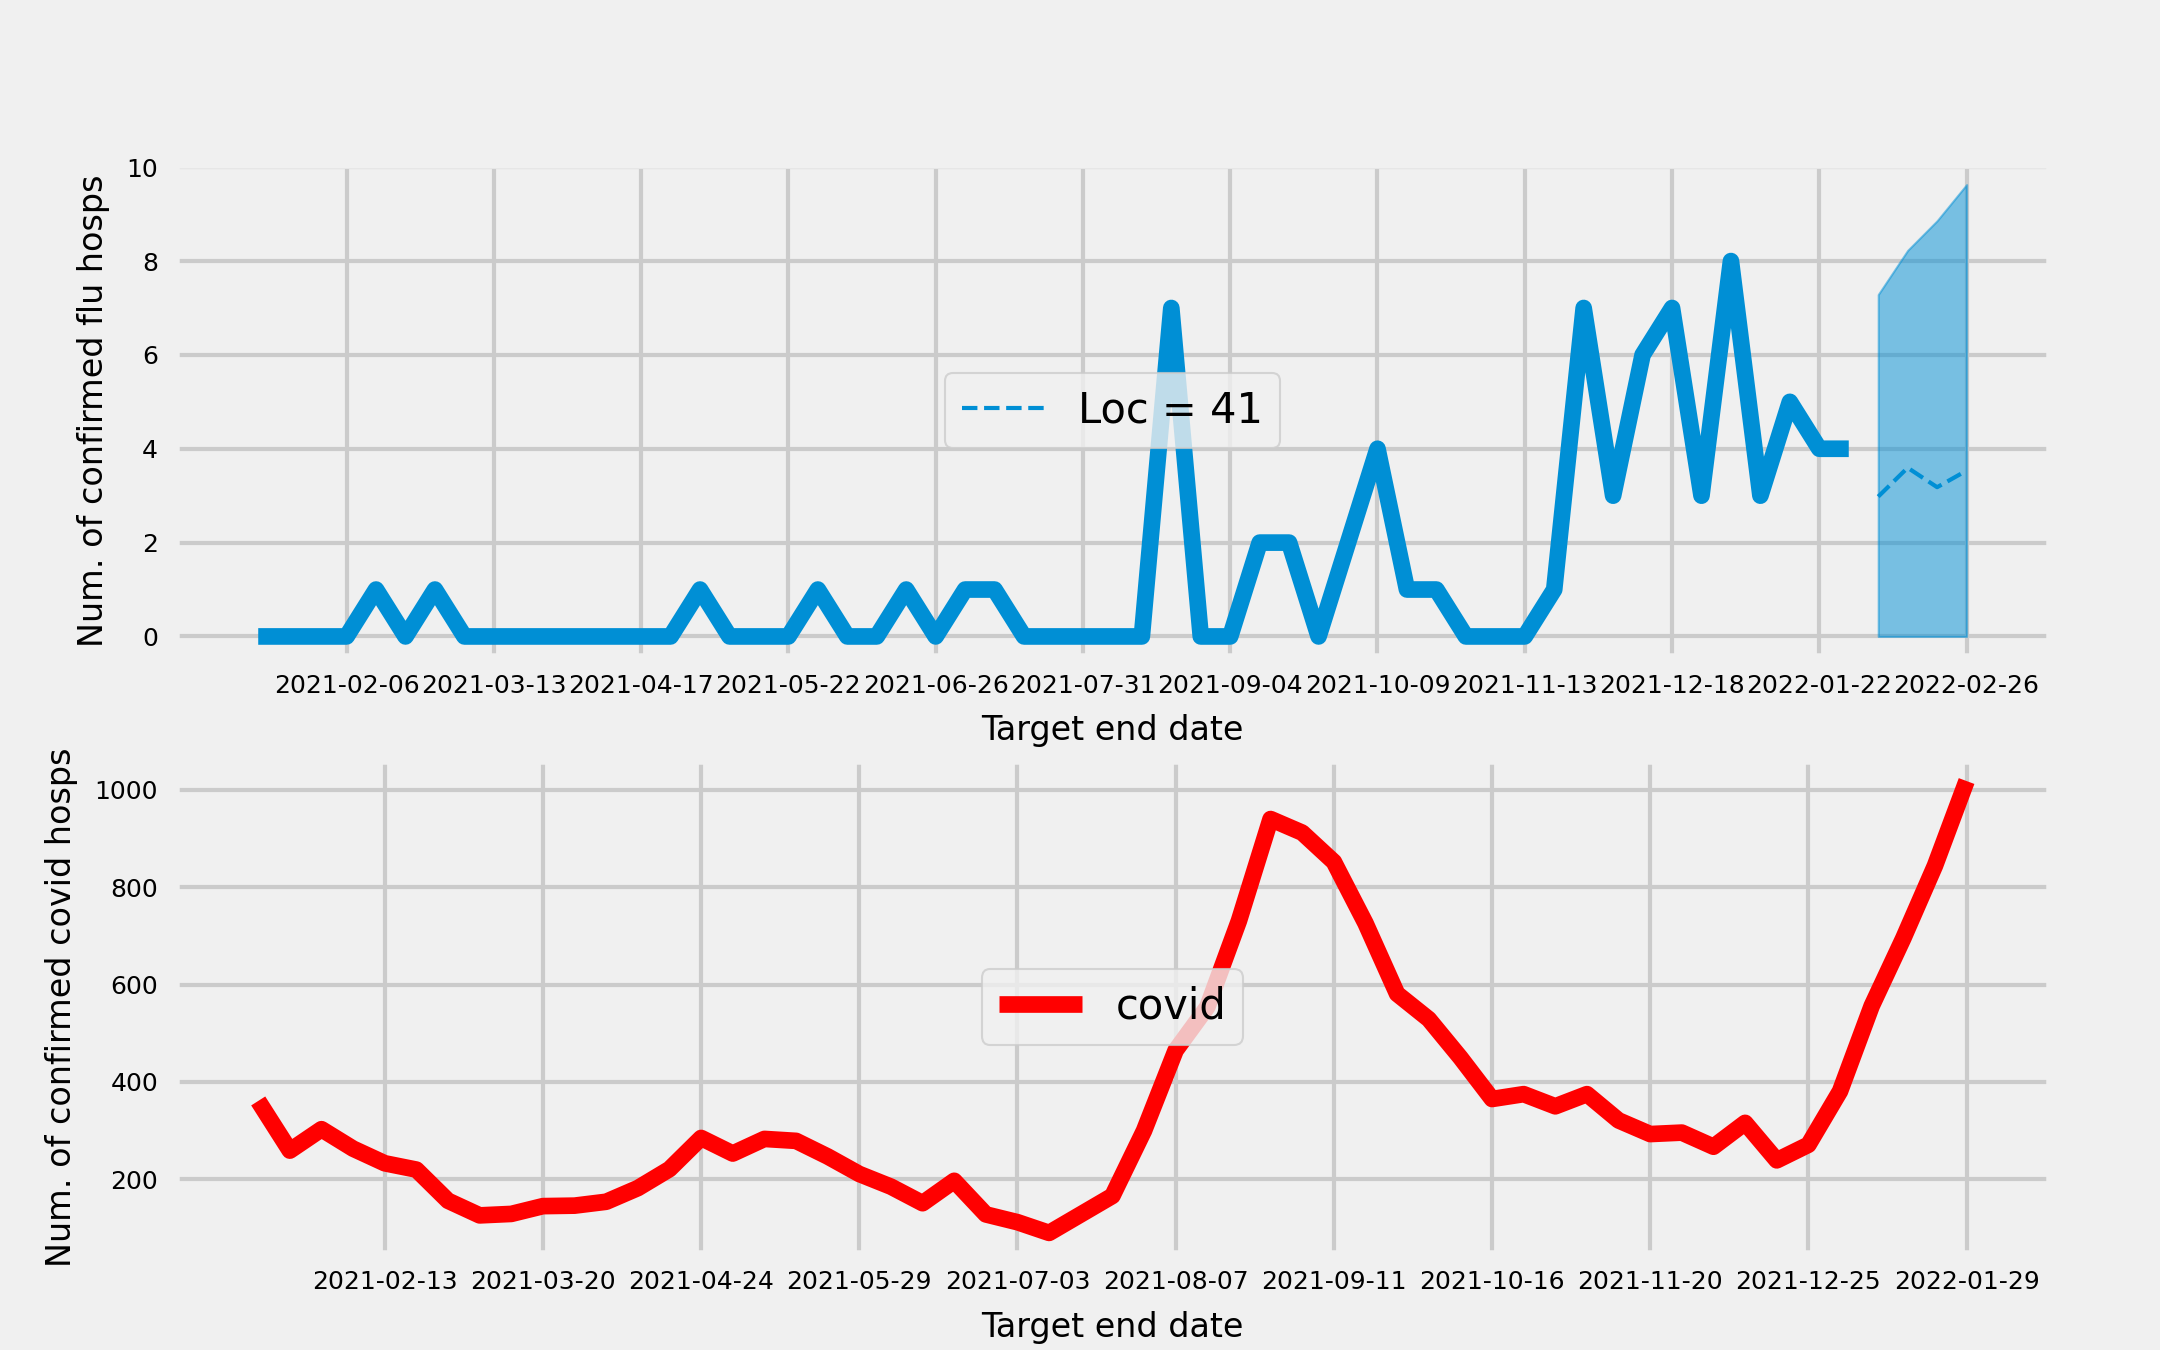 Num. of confirmed flu hosps
10
8
6
4
2
0
Loc = 41
2021-02-06 2021-03-13 2021-04-17 2021-05-22 2021-06-26 2021-07-31 2021-09-04 2021-10-09 2021-11-13 2021-12-18 2022-01-22 2022-02-26
Target end date
Num. of confirmed covid hosps
1000
800
600
400
200
covid
2021-02-13 2021-03-20 2021-04-24 2021-05-29 2021-07-03 2021-08-07 2021-09-11 2021-10-16 2021-11-20 2021-12-25 2022-01-29
Target end date